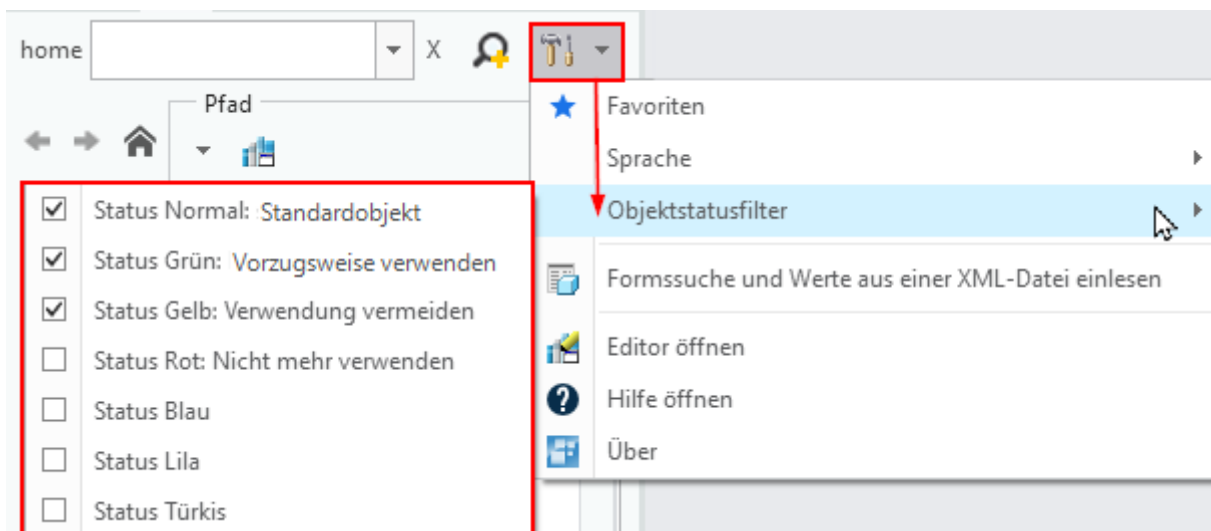 home
X
Pfad
Favoriten
Sprache
Objektstatusfilter
Formssuche und Werte aus einer XML-Datei einlesen
Editor öffnen
Hilfe öffnen
Über
Status Normal: Standardobjekt
Status Grün: Vorzugsweise verwenden
Status Gelb: Verwendung vermeiden
Status Rot: Nicht mehr verwenden
Status Blau
Status Lila
Status Türkis